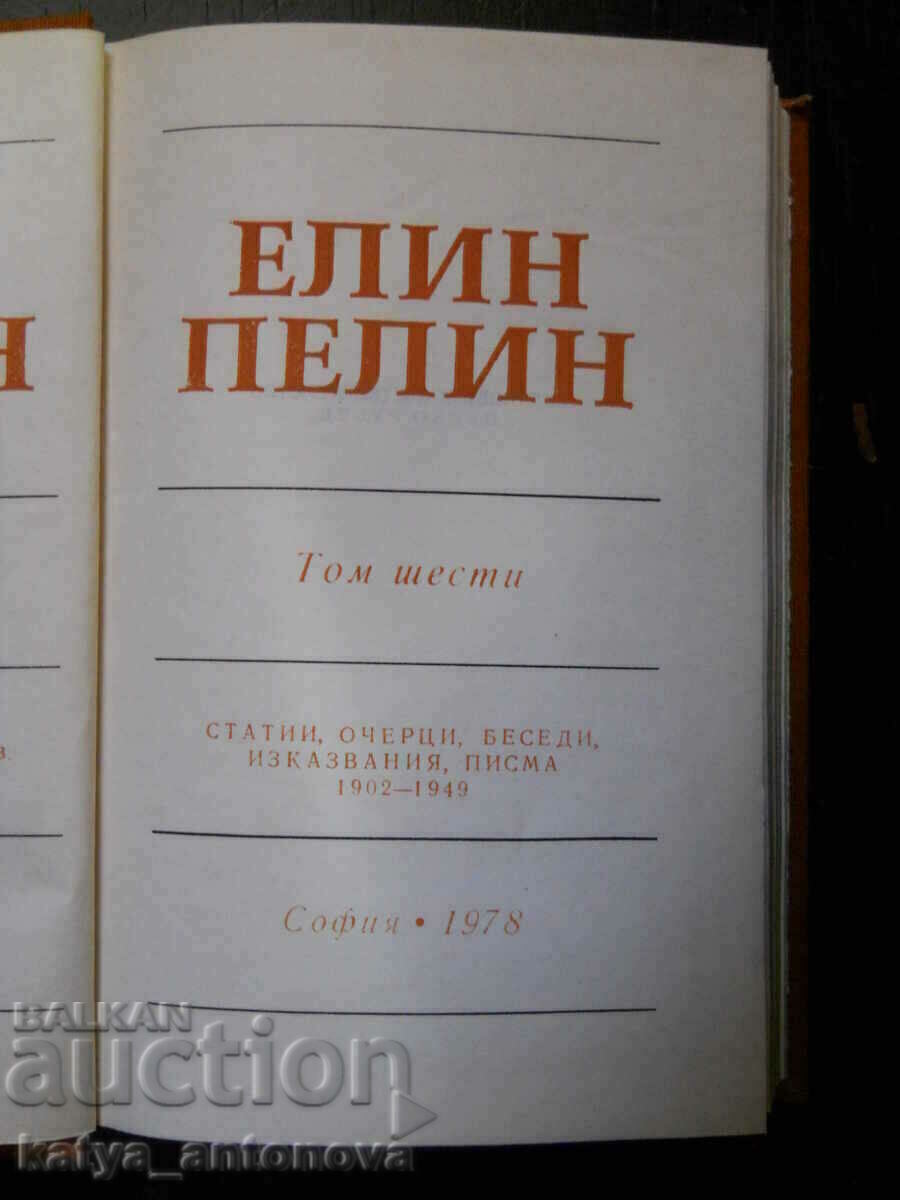 ЕЛИН
ПЕЛИН
Том шести
СТАТИИ, ОЧЕРЦИ, БЕСЕДИ,
ИЗКАЗВАНИЯ, ПИСМА
1902—1949
София • 1978
BALKAN
auction
katya_antonova